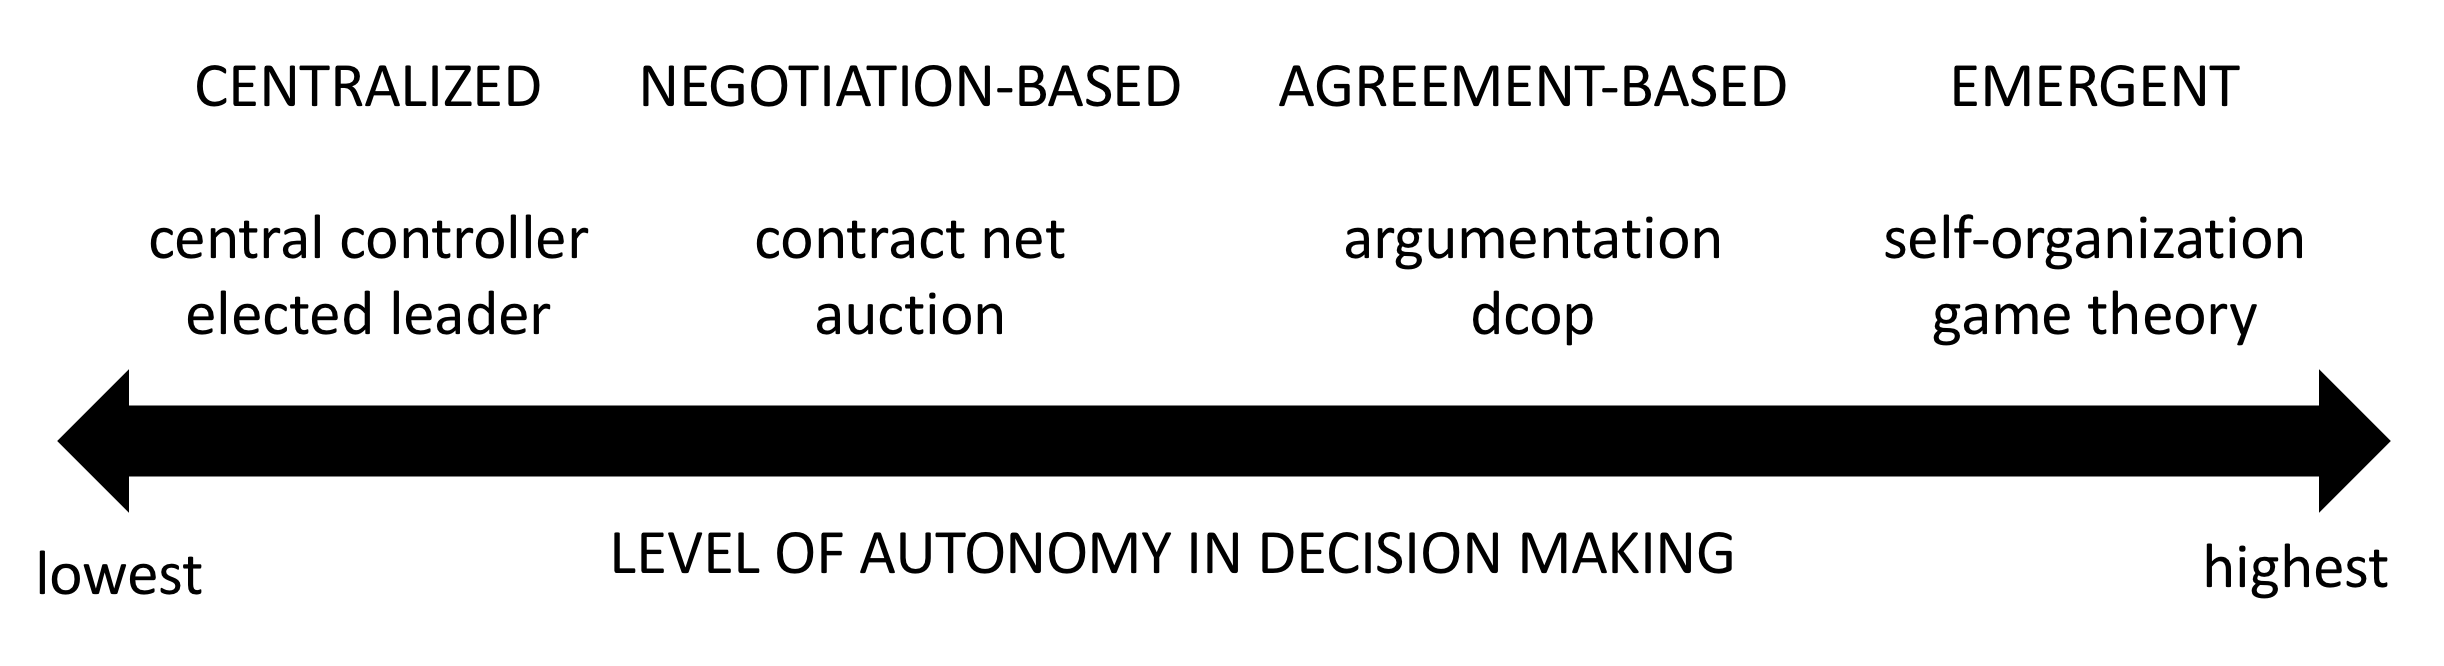 CENTRALIZED NEGOTIATION-BASED AGREEMENT-BASED EMERGENT
central controller contract net argumentation self-organization
elected leader auction dcop game theory
LEVEL OF AUTONOMY IN DECISION MAKING
lowest highest